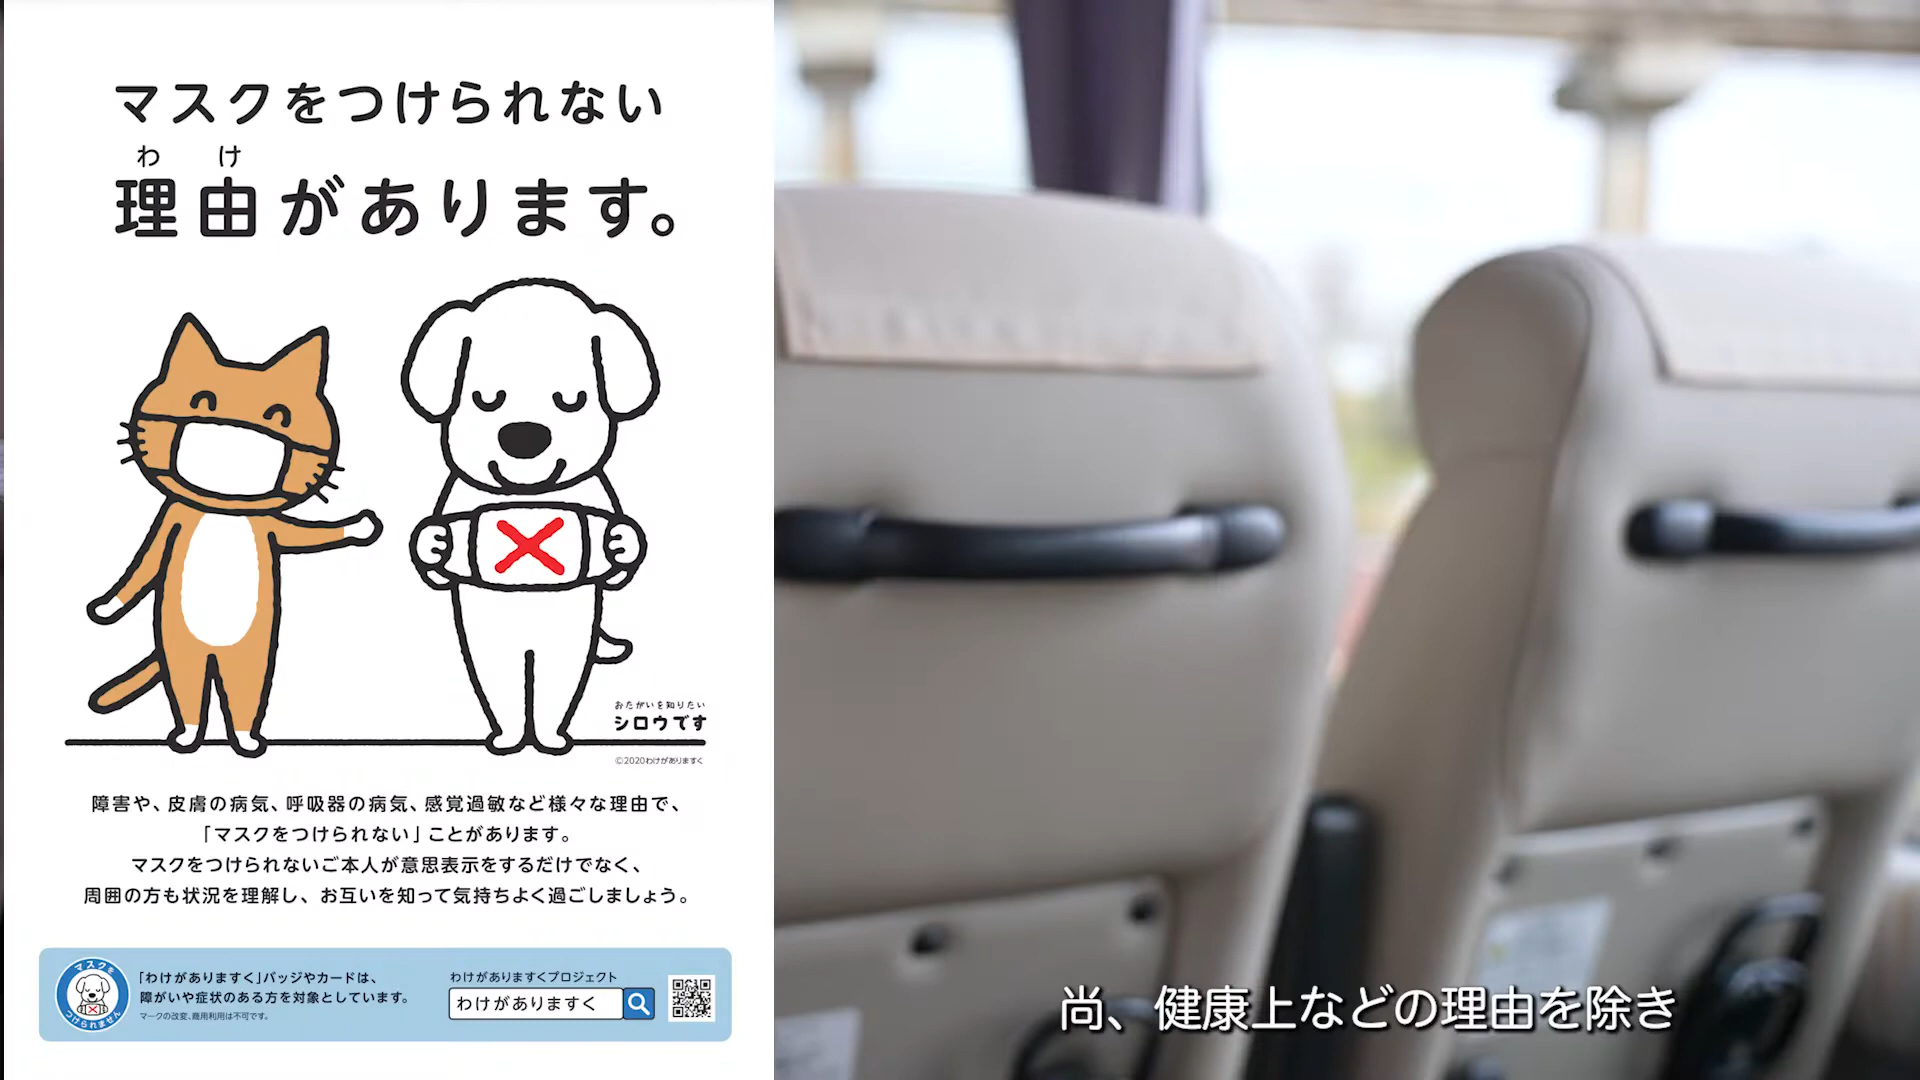 マスクをつけられない
わけ
理由があります。
おたがいを知りたい
シロウです
©2020わけがありますく
障害や、皮膚の病気、呼吸器の病気、感覚過敏など様々な理由で、
「マスクをつけられない」ことがあります。
マスクをつけられないご本人が意思表示をするだけでなく、
周囲の方も状況を理解し、お互いを知って気持ちよく過ごしましょう。
マスクを
つけられません
「わけがありますく」バッジやカードは、
障がいや症状のある方を対象としています。
マークの改変、商用利用は不可です。
わけがありますくプロジェクト
わけがありますく
尚、健康上などの理由を除き